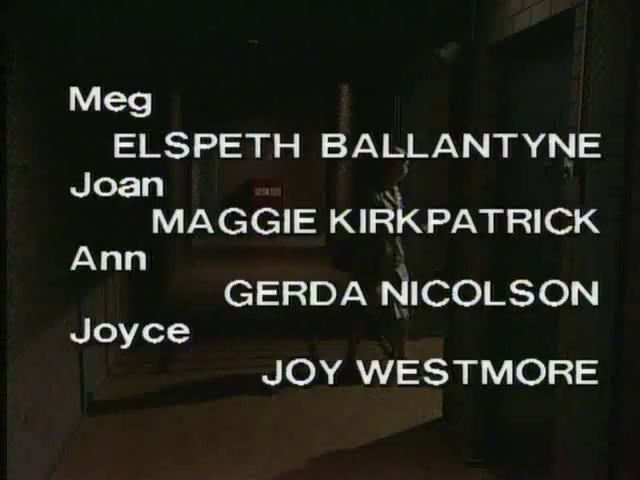 Meg
ELSPETH BALLANTYNE
Joan
MAGGIE KIRKPATRICK
Ann
GERDA NICOLSON
Joyce
JOY WESTMORE